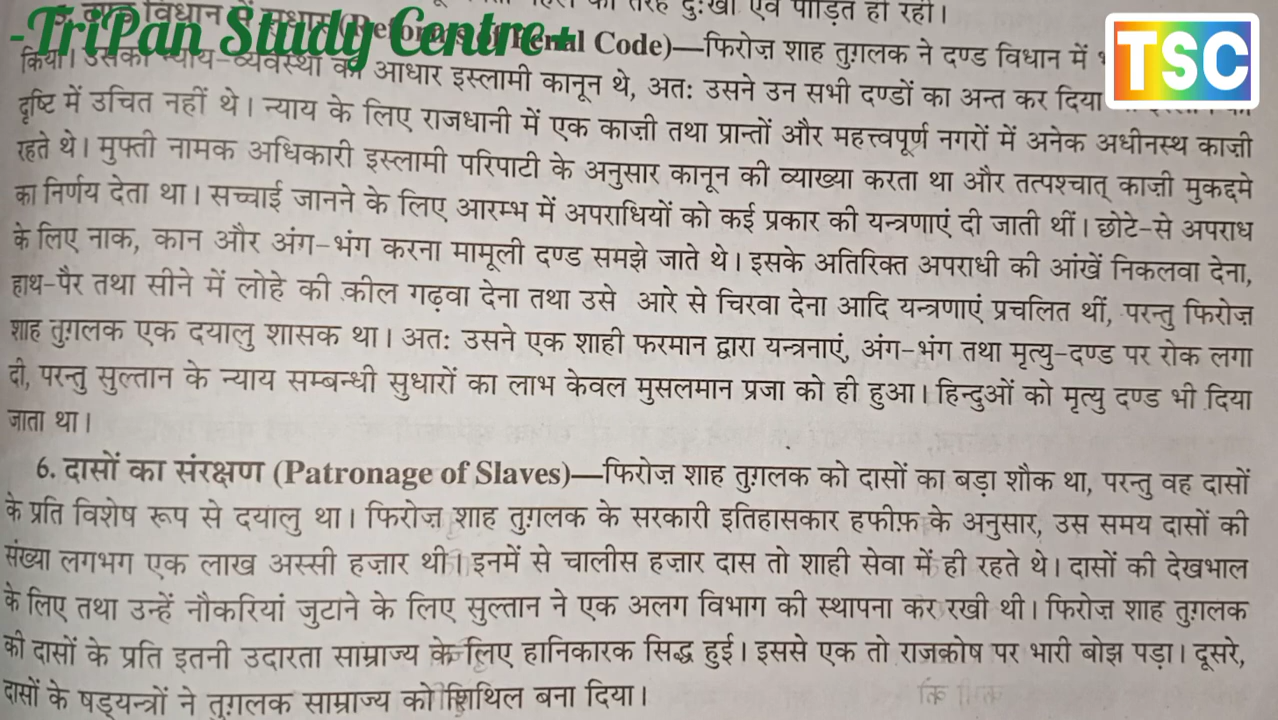 दुःखी एवं पीड़ित हो रही।
-TriPan Study Centre+
TSC
विधान में सुधार (Reforms Penal Code)—फिरोज़ शाह तुग़लक ने दण्ड विधान में
किया। उसकी न्याय-व्यवस्था का आधार इस्लामी कानून थे, अतः उसने उन सभी दण्डों का अन्त कर दिया
दृष्टि में उचित नहीं थे। न्याय के लिए राजधानी में एक काज़ी तथा प्रान्तों और महत्त्वपूर्ण नगरों में अनेक अधीनस्थ काज़ी
रहते थे। मुफ्ती नामक अधिकारी इस्लामी परिपाटी के अनुसार कानून की व्याख्या करता था और तत्पश्चात् काज़ी मुकद्दमे
का निर्णय देता था। सच्चाई जानने के लिए आरम्भ में अपराधियों को कई प्रकार की यन्त्रणाएं दी जाती थीं। छोटे-से अपराध
के लिए नाक, कान और अंग-भंग करना मामूली दण्ड समझे जाते थे। इसके अतिरिक्त अपराधी की आंखें निकलवा देना,
हाथ-पैर तथा सीने में लोहे की कील गढ़वा देना तथा उसे आरे से चिरवा देना आदि यन्त्रणाएं प्रचलित थीं, परन्तु फिरोज़
शाह तुग़लक एक दयालु शासक था। अतः उसने एक शाही फरमान द्वारा यन्त्रनाएं, अंग-भंग तथा मृत्यु-दण्ड पर रोक लगा
दी, परन्तु सुल्तान के न्याय सम्बन्धी सुधारों का लाभ केवल मुसलमान प्रजा को ही हुआ। हिन्दुओं को मृत्यु दण्ड भी दिया
जाता था।
6. दासों का संरक्षण (Patronage of Slaves)—फिरोज़ शाह तुग़लक को दासों का बड़ा शौक था, परन्तु वह दासों
के प्रति विशेष रूप से दयालु था। फिरोज़ शाह तुग़लक के सरकारी इतिहासकार हफीफ़ के अनुसार, उस समय दासों की
संख्या लगभग एक लाख अस्सी हज़ार थी। इनमें से चालीस हजार दास तो शाही सेवा में ही रहते थे। दासों की देखभाल
के लिए तथा उन्हें नौकरियां जुटाने के लिए सुल्तान ने एक अलग विभाग की स्थापना कर रखी थी। फिरोज़ शाह तुग़लक
की दासों के प्रति इतनी उदारता साम्राज्य के लिए हानिकारक सिद्ध हुई। इससे एक तो राजकोष पर भारी बोझ पड़ा। दूसरे,
दासों के षड्यन्त्रों ने तुग़लक साम्राज्य को शिथिल बना दिया।